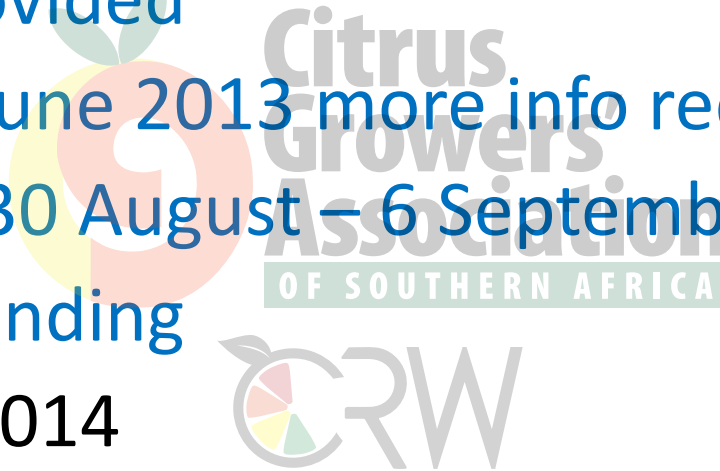 ovided
une 2013 more info re
30 August – 6 Septemb
nding
014
Citrus
Growers'
Association
OF SOUTHERN AFRICA
CRW